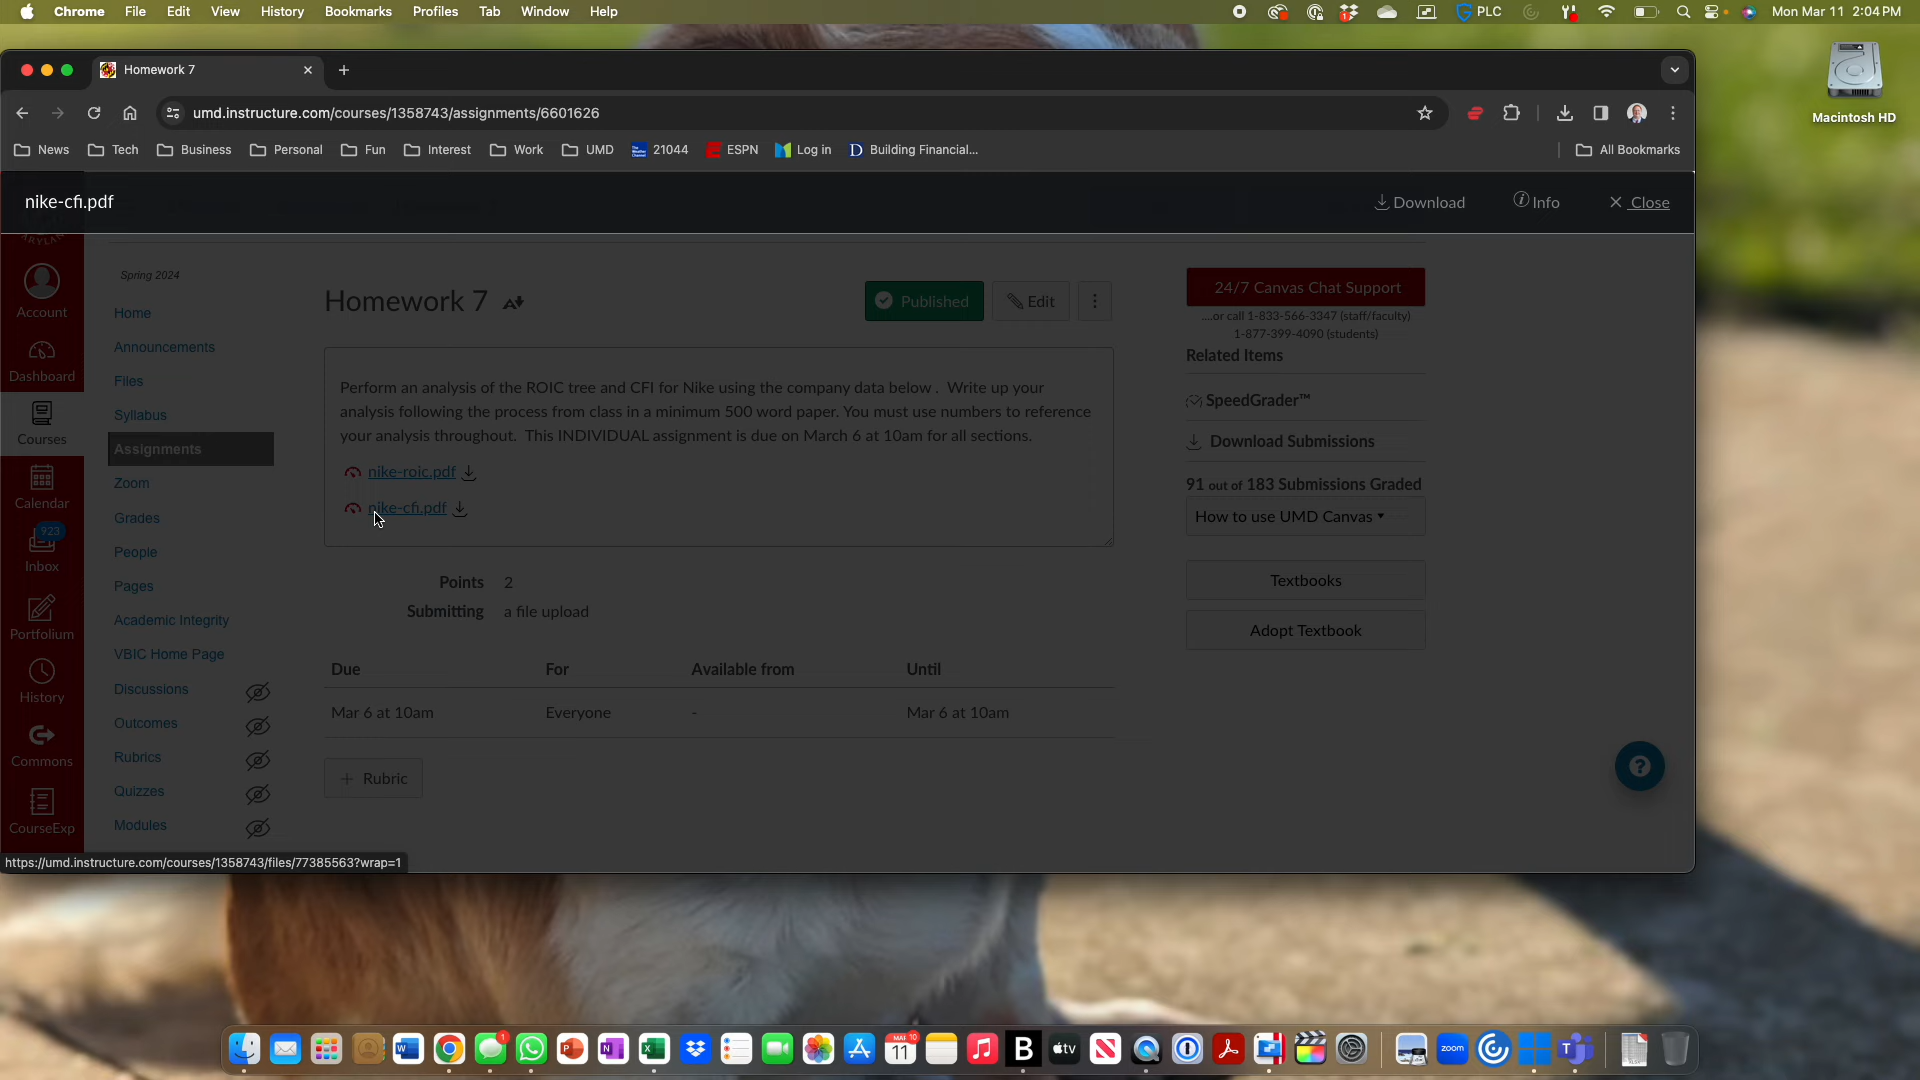 Chrome File Edit View History Bookmarks Profiles Tab Window Help
PLC
Mon Mar 11 2:04 PM
Macintosh HD
Homework 7
umd.instructure.com/courses/1358743/assignments/6601626
News Tech Business Personal Fun Interest Work UMD 21044 ESPN Log in Building Financial...
All Bookmarks
nike-cfi.pdf
Download Info Close
Account
Dashboard
Courses
Calendar
923
Inbox
Portfolium
History
Commons
CourseExp
Spring 2024
Home
Announcements
Files
Syllabus
Assignments
Zoom
Grades
People
Pages
Academic Integrity
VBIC Home Page
Discussions
Outcomes
Rubrics
Quizzes
Modules
Homework 7
Published Edit
Perform an analysis of the ROIC tree and CFI for Nike using the company data below . Write up your
analysis following the process from class in a minimum 500 word paper. You must use numbers to reference
your analysis throughout. This INDIVIDUAL assignment is due on March 6 at 10am for all sections.
nike-roic.pdf
nike-cfi.pdf
Points 2
Submitting a file upload
Due For Available from Until
Mar 6 at 10am Everyone - Mar 6 at 10am
+ Rubric
24/7 Canvas Chat Support
....or call 1-833-566-3347 (staff/faculty)
1-877-399-4090 (students)
Related Items
SpeedGrader™
Download Submissions
91 out of 183 Submissions Graded
How to use UMD Canvas
Textbooks
Adopt Textbook
https://umd.instructure.com/courses/1358743/files/77385563?wrap=1
11
tv
zoom